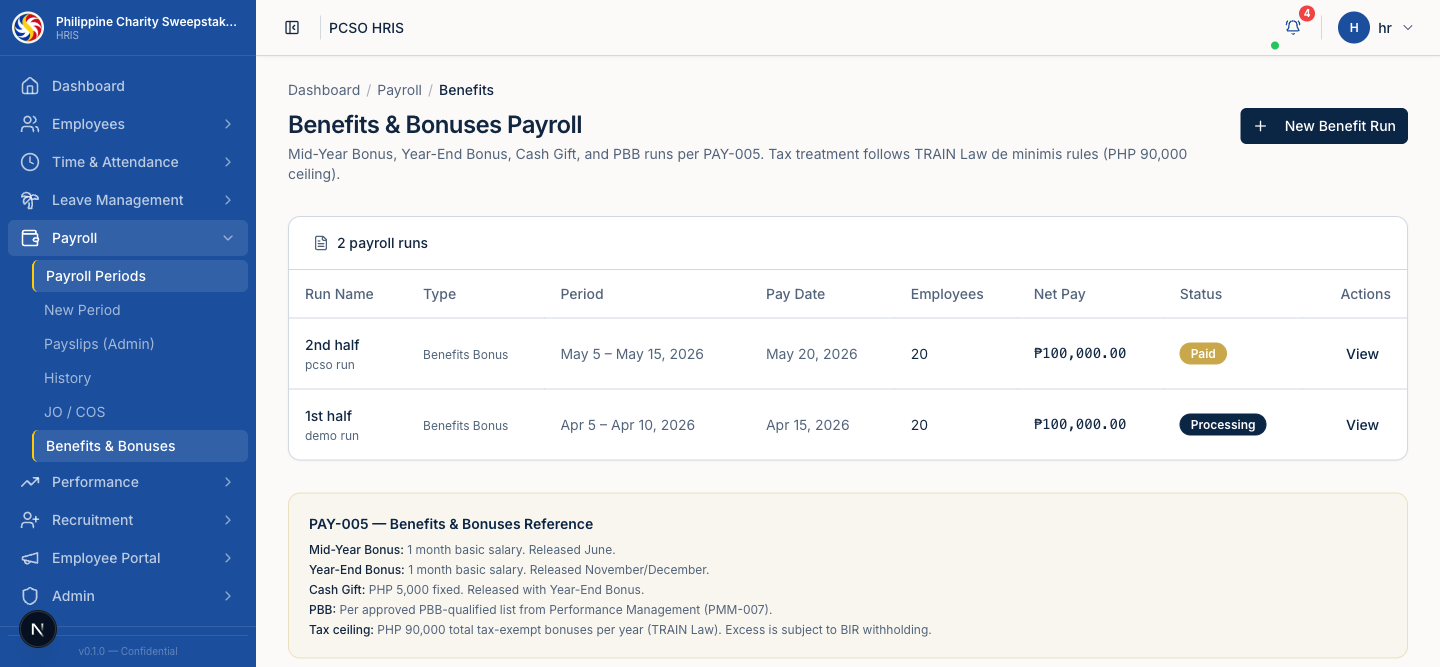 Philippine Charity Sweepstak...
HRIS
PCSO HRIS
4
H
hr
Dashboard
Employees
Time & Attendance
Leave Management
Payroll
Payroll Periods
New Period
Payslips (Admin)
History
JO / COS
Benefits & Bonuses
Performance
Recruitment
Employee Portal
Admin
N
v0.1.0 — Confidential
Dashboard / Payroll / Benefits
Benefits & Bonuses Payroll
New Benefit Run
Mid-Year Bonus, Year-End Bonus, Cash Gift, and PBB runs per PAY-005. Tax treatment follows TRAIN Law de minimis rules (PHP 90,000
ceiling).
2 payroll runs
Run Name Type Period Pay Date Employees Net Pay Status Actions
2nd half
pcso run
Benefits Bonus May 5 – May 15, 2026 May 20, 2026 20 ₱100,000.00 Paid View
1st half
demo run
Benefits Bonus Apr 5 – Apr 10, 2026 Apr 15, 2026 20 ₱100,000.00 Processing View
PAY-005 — Benefits & Bonuses Reference
Mid-Year Bonus: 1 month basic salary. Released June.
Year-End Bonus: 1 month basic salary. Released November/December.
Cash Gift: PHP 5,000 fixed. Released with Year-End Bonus.
PBB: Per approved PBB-qualified list from Performance Management (PMM-007).
Tax ceiling: PHP 90,000 total tax-exempt bonuses per year (TRAIN Law). Excess is subject to BIR withholding.